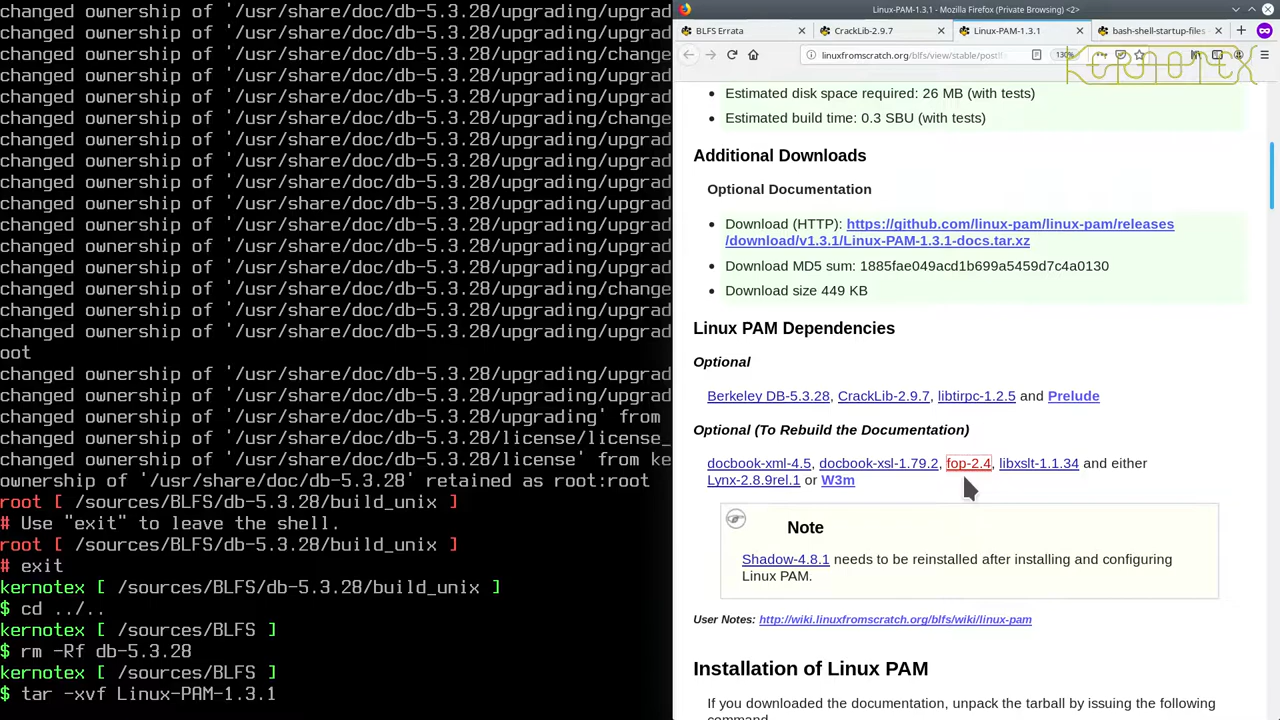 changed ownership of '/usr/share/doc/db-5.3.28/upgrading/upgrad
changed ownership of '/usr/share/doc/db-5.3.28/upgrading/upgrad
changed ownership of '/usr/share/doc/db-5.3.28/upgrading/upgrad
changed ownership of '/usr/share/doc/db-5.3.28/upgrading/upgrad
changed ownership of '/usr/share/doc/db-5.3.28/upgrading/change
changed ownership of '/usr/share/doc/db-5.3.28/upgrading/change
changed ownership of '/usr/share/doc/db-5.3.28/upgrading/upgrad
changed ownership of '/usr/share/doc/db-5.3.28/upgrading/upgrad
changed ownership of '/usr/share/doc/db-5.3.28/upgrading/upgrad
changed ownership of '/usr/share/doc/db-5.3.28/upgrading/upgrad
changed ownership of '/usr/share/doc/db-5.3.28/upgrading/upgrad
changed ownership of '/usr/share/doc/db-5.3.28/upgrading/upgrad
changed ownership of '/usr/share/doc/db-5.3.28/upgrading/change
changed ownership of '/usr/share/doc/db-5.3.28/upgrading/change
changed ownership of '/usr/share/doc/db-5.3.28/upgrading/upgrad
changed ownership of '/usr/share/doc/db-5.3.28/upgrading/upgrad
oot
changed ownership of '/usr/share/doc/db-5.3.28/upgrading/upgrad
changed ownership of '/usr/share/doc/db-5.3.28/upgrading/upgrad
changed ownership of '/usr/share/doc/db-5.3.28/upgrading' from
changed ownership of '/usr/share/doc/db-5.3.28/license/license_
changed ownership of '/usr/share/doc/db-5.3.28/license' from ke
ownership of '/usr/share/doc/db-5.3.28' retained as root:root
root [ /sources/BLFS/db-5.3.28/build_unix ]
# Use "exit" to leave the shell.
root [ /sources/BLFS/db-5.3.28/build_unix ]
# exit
kernotex [ /sources/BLFS/db-5.3.28/build_unix ]
$ cd ../..
kernotex [ /sources/BLFS ]
$ rm -Rf db-5.3.28
kernotex [ /sources/BLFS ]
$ tar -xvf Linux-PAM-1.3.1
Linux-PAM-1.3.1 - Mozilla Firefox (Private Browsing) <2>
BLFS Errata
CrackLib-2.9.7
Linux-PAM-1.3.1
bash-shell-startup-files
linuxfromscratch.org/blfs/view/stable/postl
130%
KERNOTEX
Estimated disk space required: 26 MB (with tests)
Estimated build time: 0.3 SBU (with tests)
Additional Downloads
Optional Documentation
Download (HTTP): https://github.com/linux-pam/linux-pam/releases
/download/v1.3.1/Linux-PAM-1.3.1-docs.tar.xz
Download MD5 sum: 1885fae049acd1b699a5459d7c4a0130
Download size 449 KB
Linux PAM Dependencies
Optional
Berkeley DB-5.3.28, CrackLib-2.9.7, libtirpc-1.2.5 and Prelude
Optional (To Rebuild the Documentation)
docbook-xml-4.5, docbook-xsl-1.79.2, fop-2.4, libxslt-1.1.34 and either
Lynx-2.8.9rel.1 or W3m
Note
Shadow-4.8.1 needs to be reinstalled after installing and configuring
Linux PAM.
User Notes: http://wiki.linuxfromscratch.org/blfs/wiki/linux-pam
Installation of Linux PAM
If you downloaded the documentation, unpack the tarball by issuing the following
command